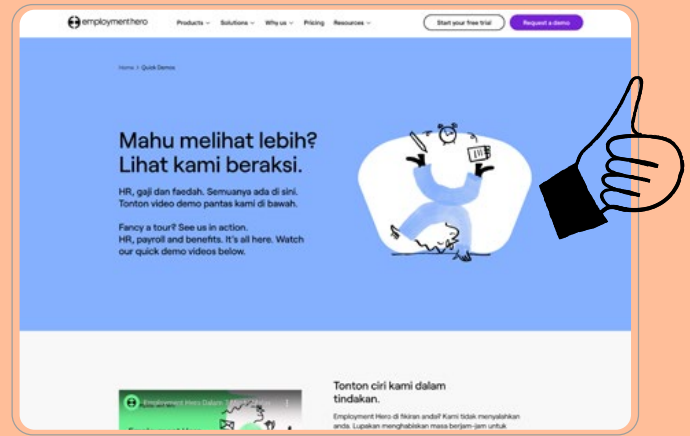 employmenthero
Products Solutions Why us Pricing Resources
Start your free trial
Request a demo
Home > Quick Demos
Mahu melihat lebih?
Lihat kami beraksi.
HR, gaji dan faedah. Semuanya ada di sini.
Tonton video demo pantas kami di bawah.
Fancy a tour? See us in action.
HR, payroll and benefits. It's all here. Watch
our quick demo videos below.
Tonton ciri kami dalam
tindakan.
Employment Hero di fikiran anda? Kami tidak menyalahkan
anda. Lupakan menghabiskan masa berjam-jam untuk
Employment Hero Dalam